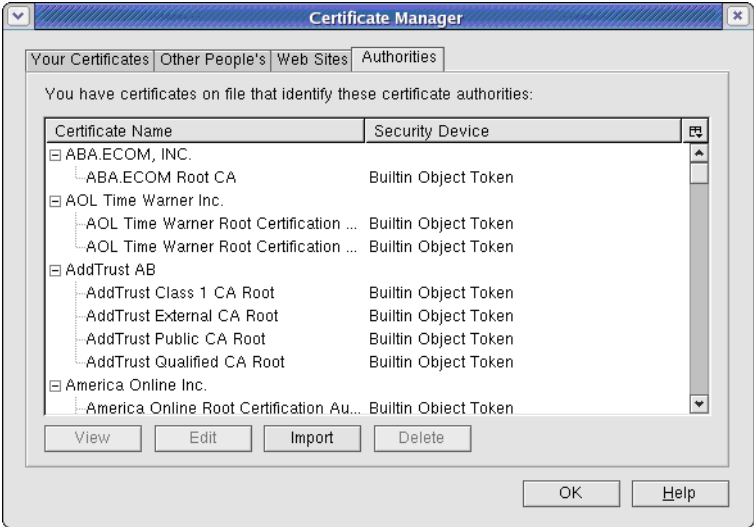 Certificate Manager
Your Certificates Other People's Web Sites Authorities
You have certificates on file that identify these certificate authorities:
Certificate Name Security Device
ABA.ECOM, INC.
ABA.ECOM Root CA Builtin Object Token
AOL Time Warner Inc.
AOL Time Warner Root Certification ... Builtin Object Token
AOL Time Warner Root Certification ... Builtin Object Token
AddTrust AB
AddTrust Class 1 CA Root Builtin Object Token
AddTrust External CA Root Builtin Object Token
AddTrust Public CA Root Builtin Object Token
AddTrust Qualified CA Root Builtin Object Token
America Online Inc.
America Online Root Certification Au... Builtin Object Token
View Edit Import Delete
OK Help